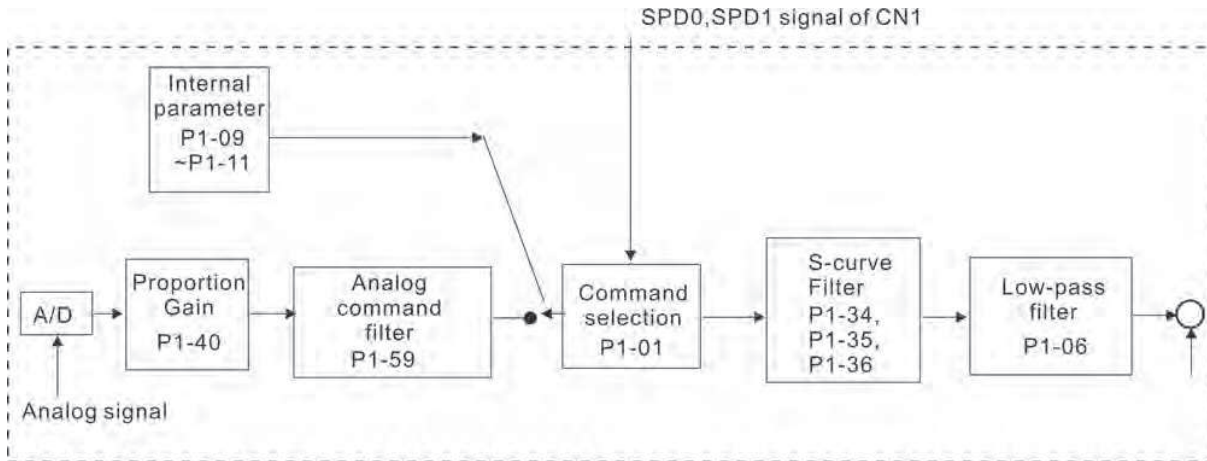 SPD0,SPD1 signal of CN1
Internal
parameter
P1-09
~P1-11
A/D
Proportion
Gain
P1-40
Analog
command
filter
P1-59
Command
selection
P1-01
S-curve
Filter
P1-34,
P1-35,
P1-36
Low-pass
filter
P1-06
Analog signal